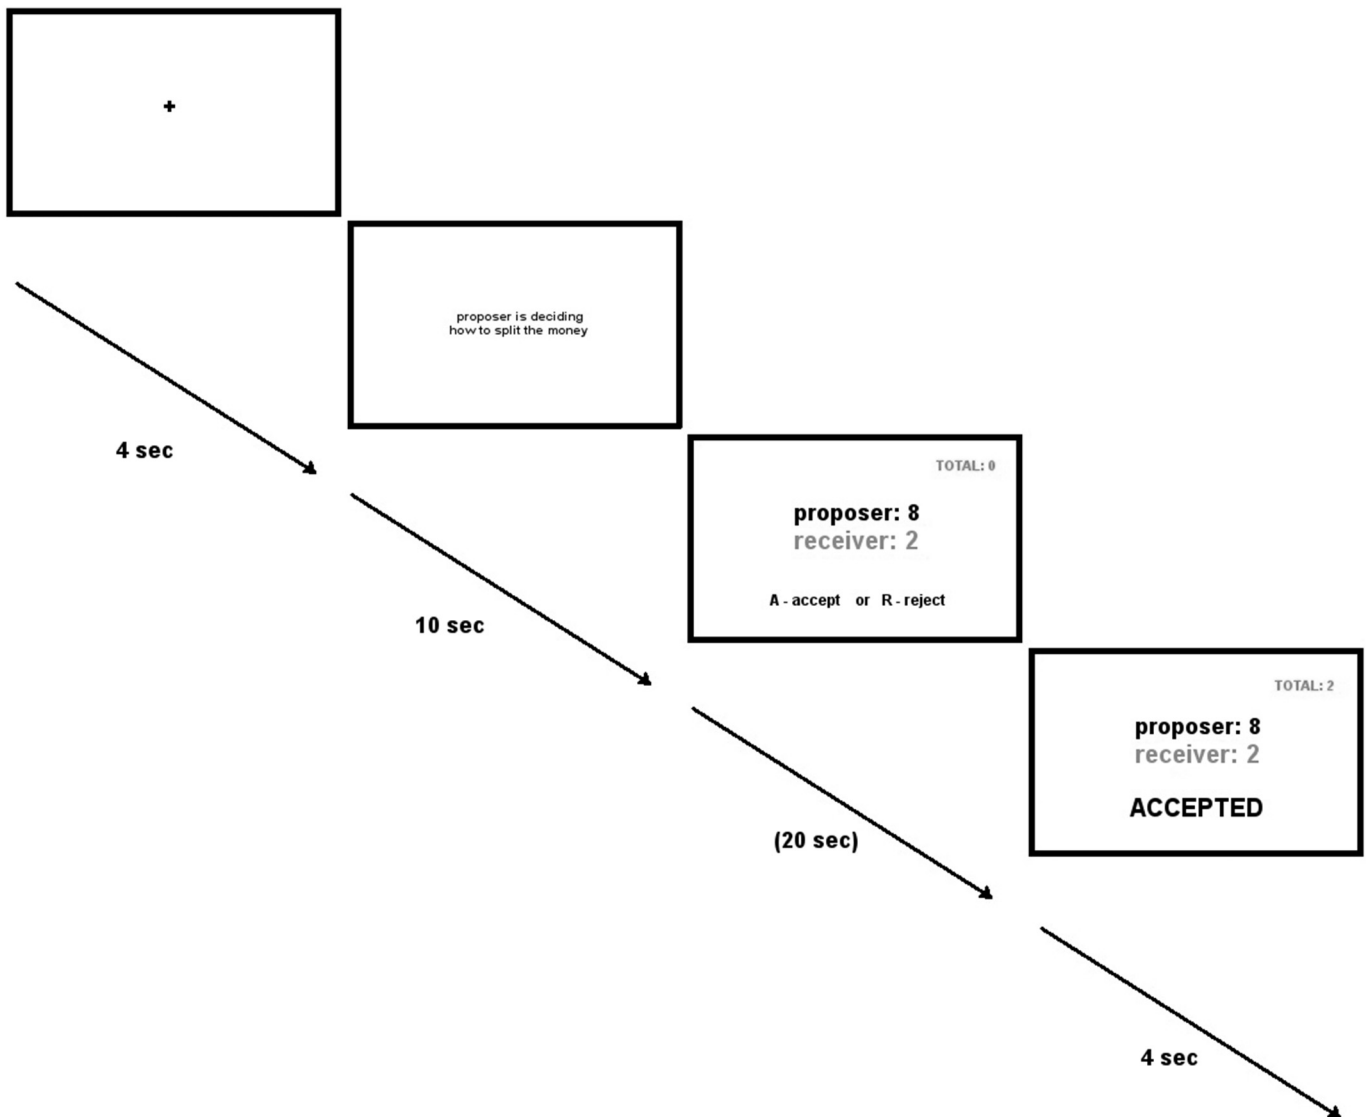 +
proposer is deciding
how to split the money
4 sec
TOTAL: 0
proposer: 8
receiver: 2
A - accept or R - reject
10 sec
TOTAL: 2
proposer: 8
receiver: 2
ACCEPTED
(20 sec)
4 sec